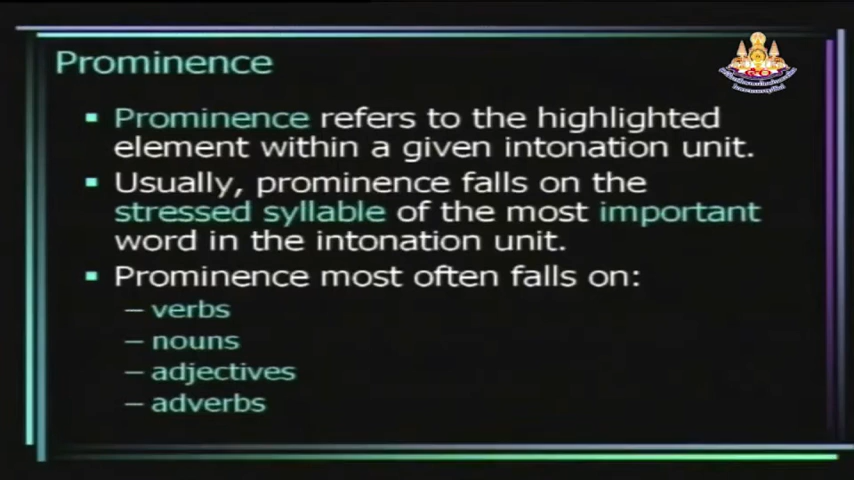 Prominence
▪ Prominence refers to the highlighted
element within a given intonation unit.
▪ Usually, prominence falls on the
stressed syllable of the most important
word in the intonation unit.
▪ Prominence most often falls on:
– verbs
– nouns
– adjectives
– adverbs